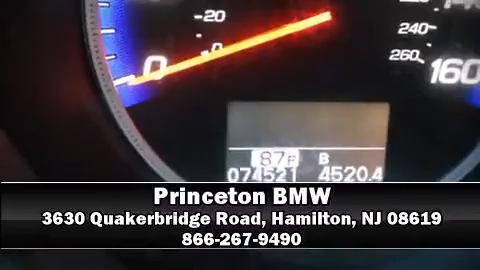 20
240
0
0
260
160
87F B
074521 4520.4
Princeton BMW
3630 Quakerbridge Road, Hamilton, NJ 08619
866-267-9490